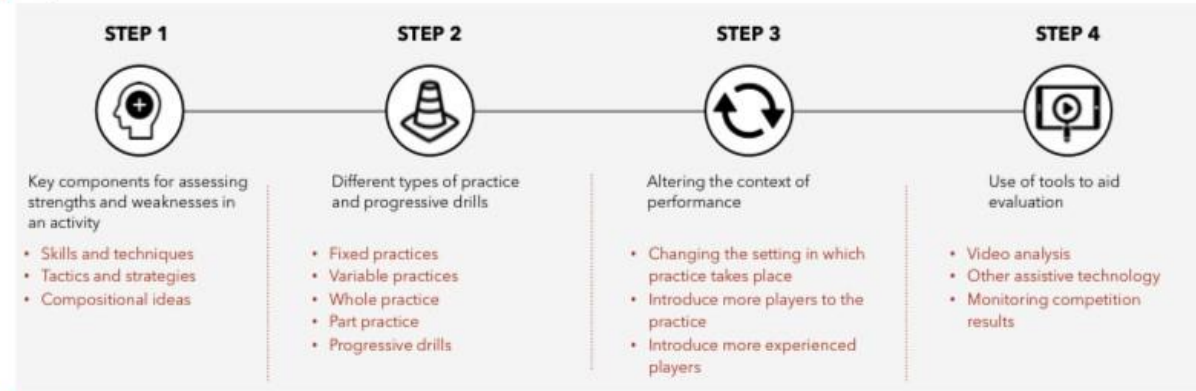 STEP 1
Key components for assessing
strengths and weaknesses in
an activity
• Skills and techniques
• Tactics and strategies
• Compositional ideas
STEP 2
Different types of practice
and progressive drills
• Fixed practices
• Variable practices
• Whole practice
• Part practice
• Progressive drills
STEP 3
Altering the context of
performance
• Changing the setting in which
practice takes place
• Introduce more players to the
practice
• Introduce more experienced
players
STEP 4
Use of tools to aid
evaluation
• Video analysis
• Other assistive technology
• Monitoring competition
results